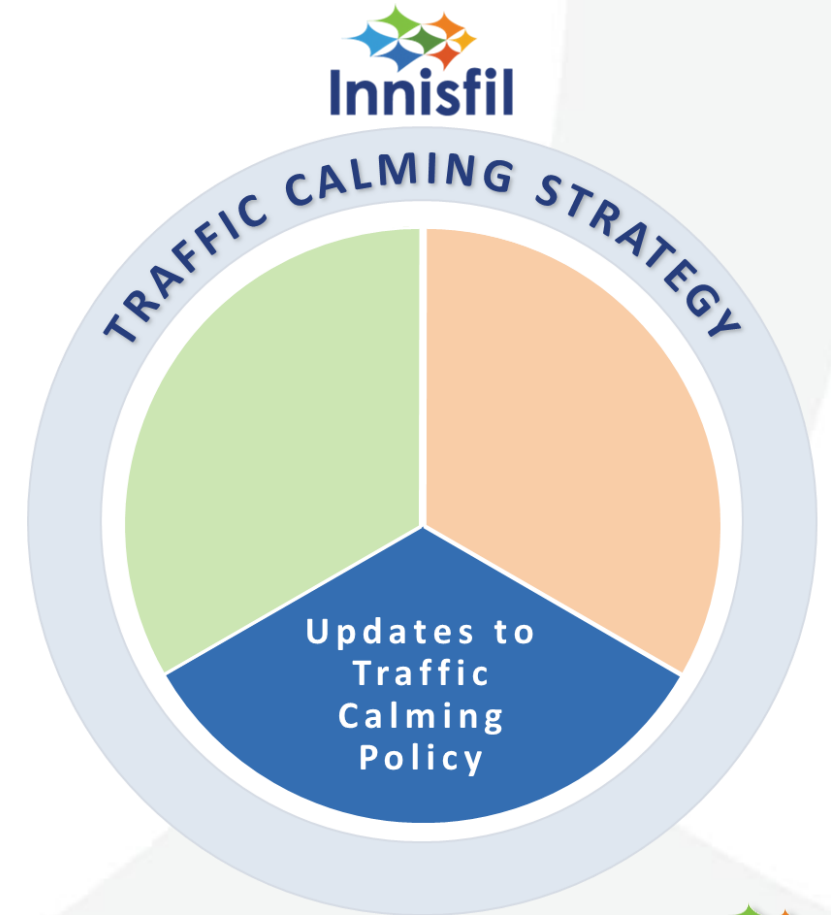 Innisfil
TRAFFIC CALMING STRATEGY
Updates to
Traffic
Calming
Policy